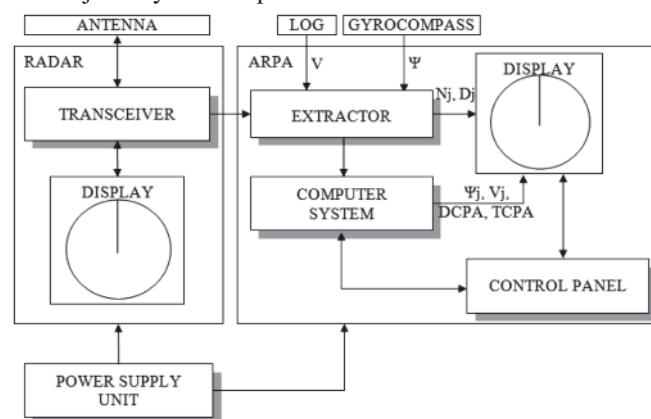 ANTENNA
LOG
GYROCOMPASS
RADAR
ARPA
V
Ψ
DISPLAY
TRANSCEIVER
EXTRACTOR
Nj, Dj
DISPLAY
COMPUTER
SYSTEM
Ψj, Vj,
DCPA, TCPA
CONTROL PANEL
POWER SUPPLY
UNIT